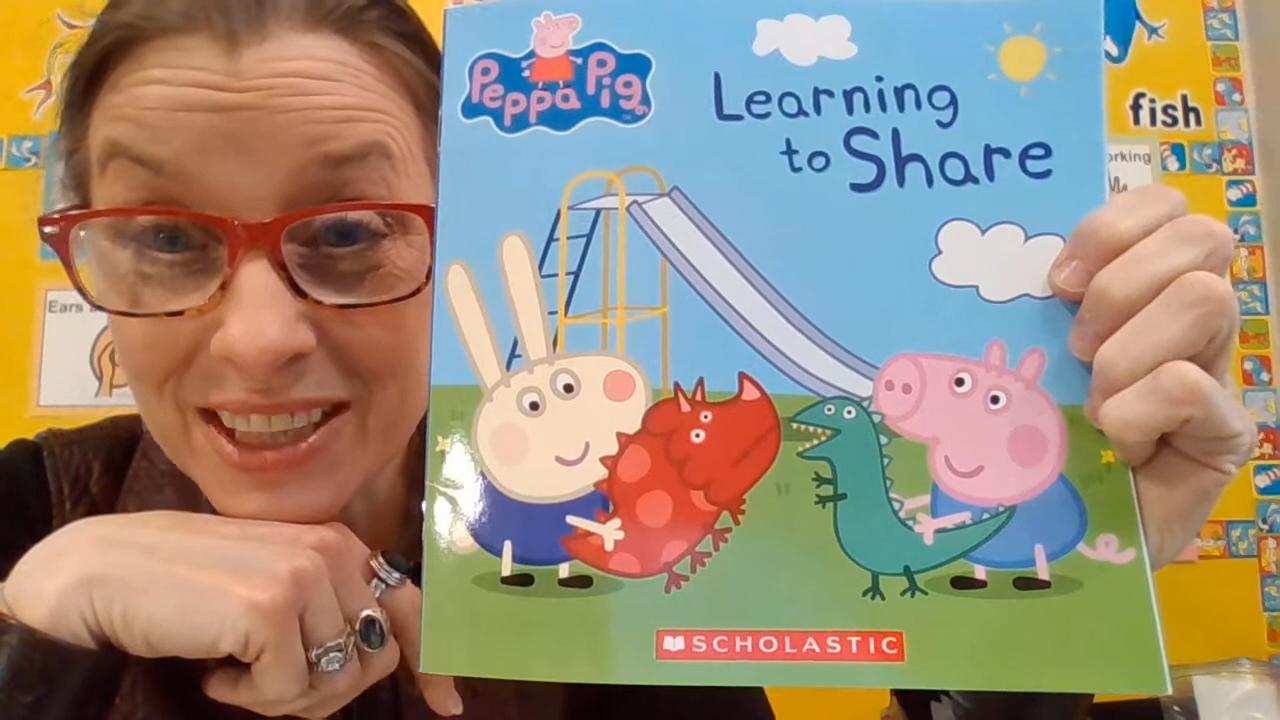 Peppa Pig
Learning
to Share
fish
Ears
SCHOLASTIC